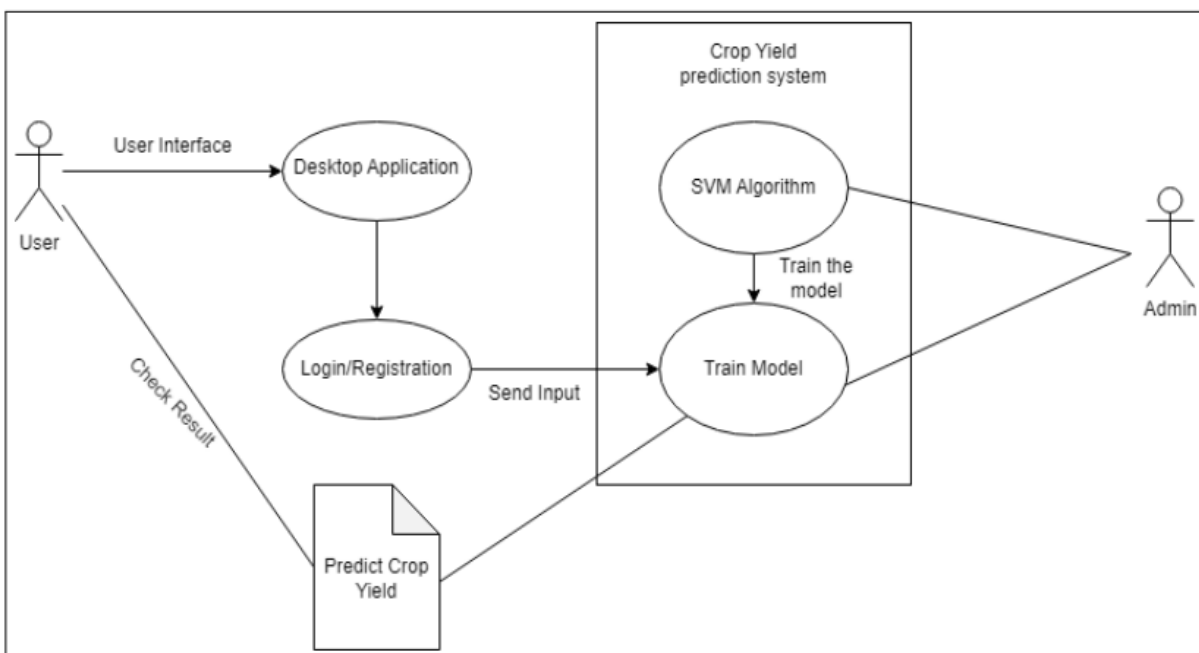 Crop Yield
prediction system
User Interface
Desktop Application
SVM Algorithm
User
Train the
model
Admin
Login/Registration
Send Input
Train Model
Check Result
Predict Crop
Yield